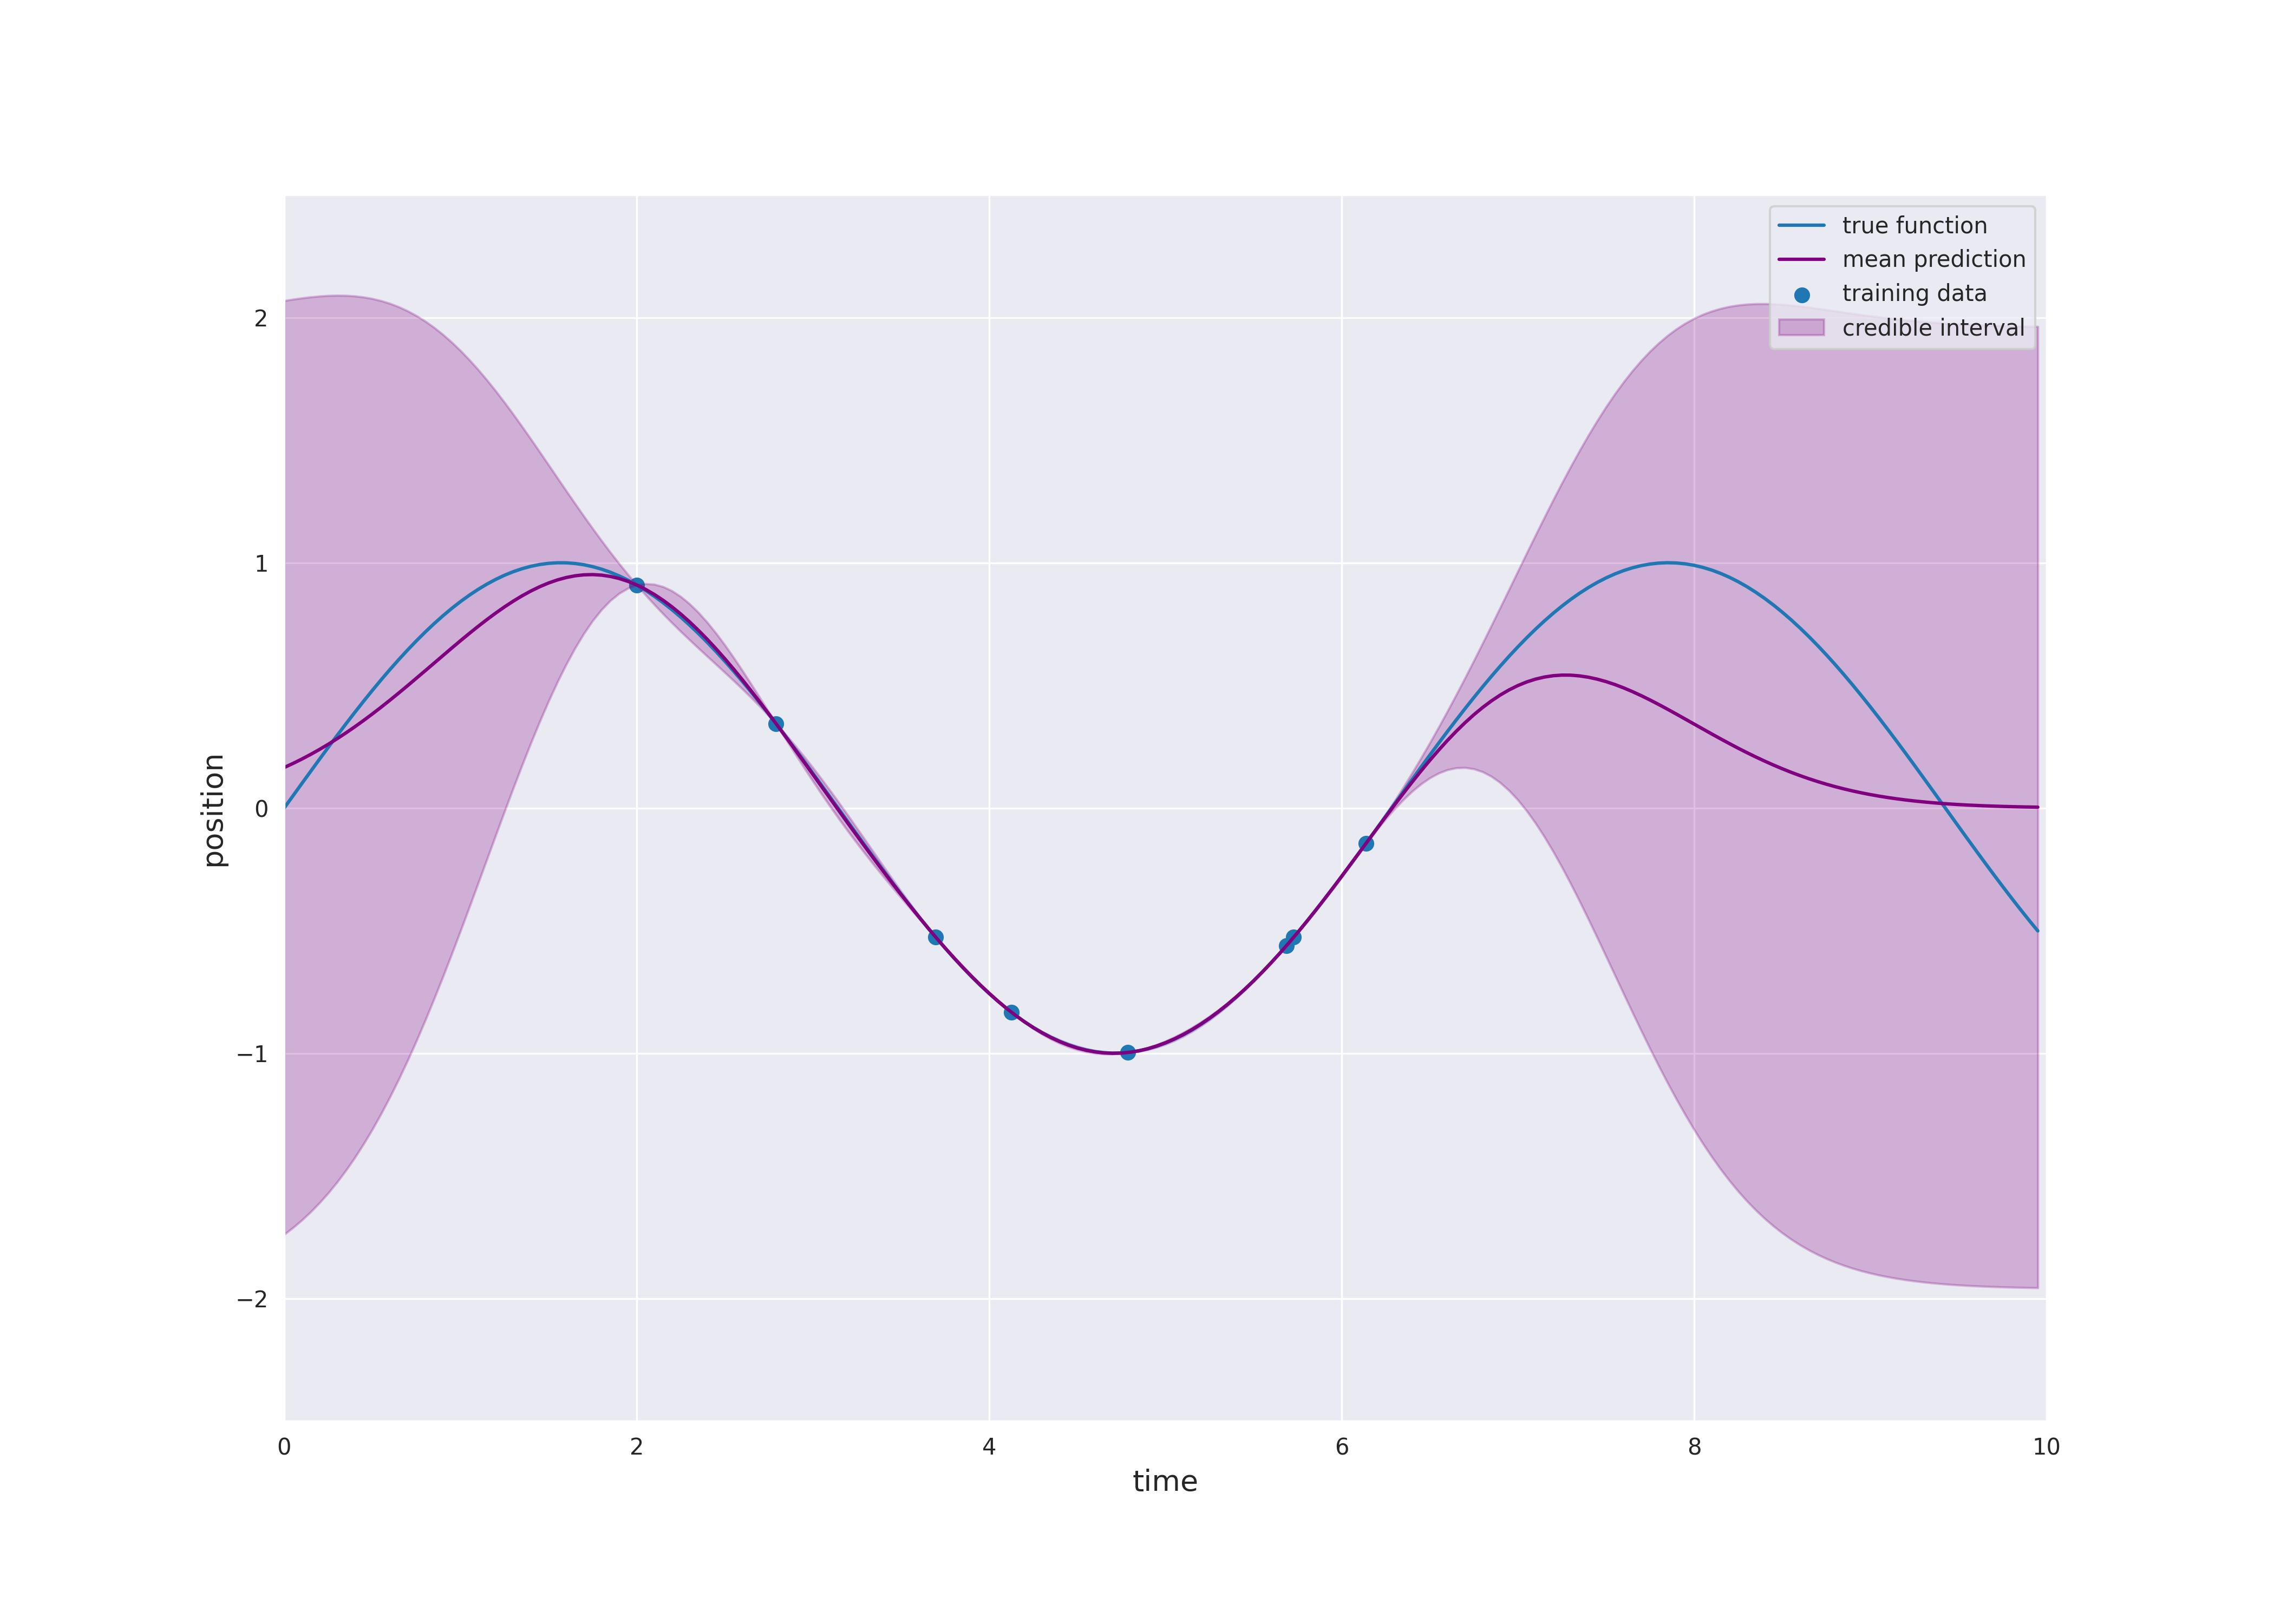 true function
mean prediction
training data
credible interval
2
1
0
−1
−2
position
0 2 4 6 8 10
time